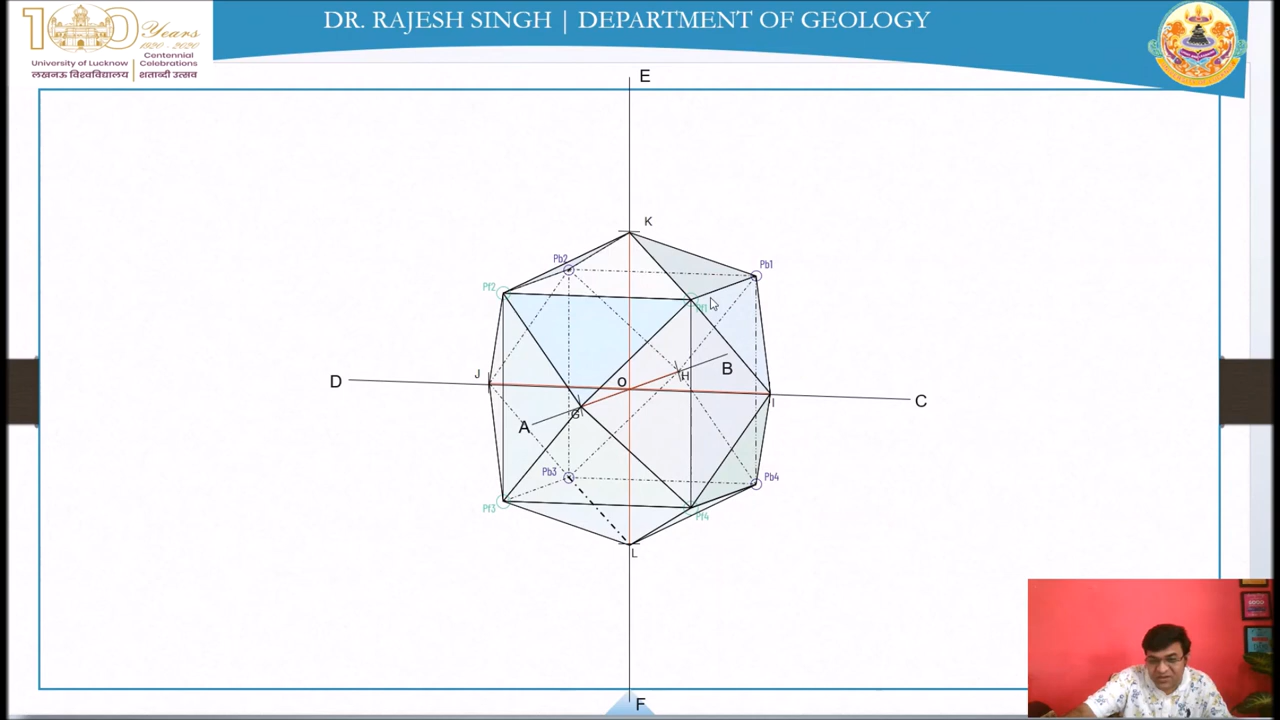 DR. RAJESH SINGH | DEPARTMENT OF GEOLOGY
100 Years
1920 - 2020
University of Lucknow
Centennial Celebrations
लखनऊ विश्वविद्यालय
शताब्दी उत्सव
E
K
Pb2
Pb1
Pf2
Pf1
J
D
O
H
B
I
C
G
A
Pb3
Pb4
Pf3
Pf4
L
F